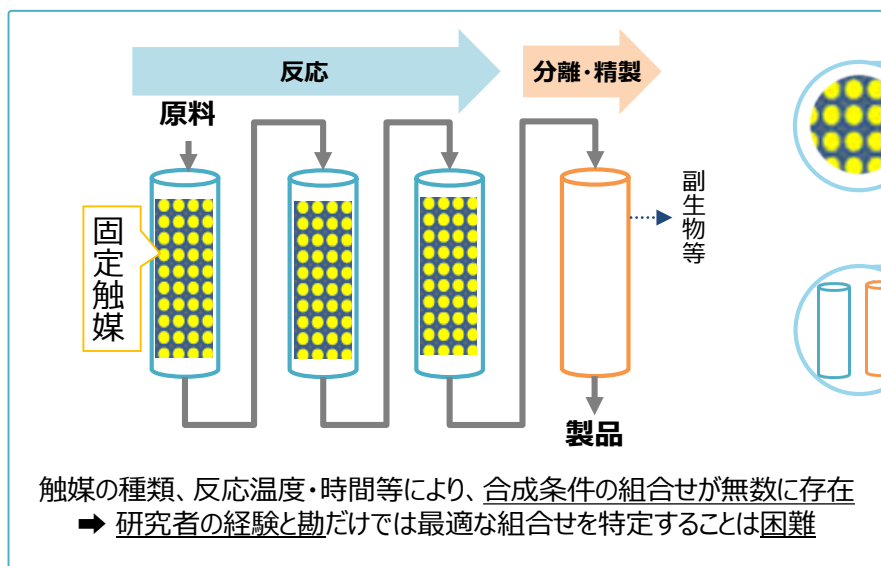 反応
分離・精製
原料
固定触媒
副生物等
製品
触媒の種類、反応温度・時間等により、合成条件の組合せが無数に存在
➡ 研究者の経験と勘だけでは最適な組合せを特定することは困難